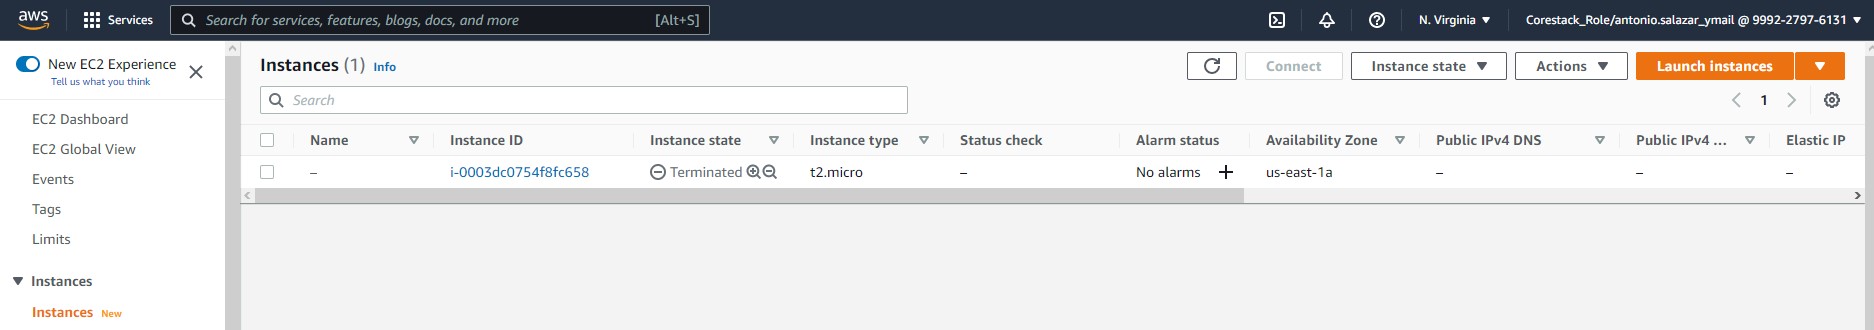 aws Services Search for services, features, blogs, docs, and more [Alt+S] N. Virginia Corestack_Role/antonio.salazar_ymail @ 9992-2797-6131
New EC2 Experience
Tell us what you think
EC2 Dashboard
EC2 Global View
Events
Tags
Limits
Instances
Instances New
Instances (1) Info Connect Instance state Actions Launch instances
Search 1
Name Instance ID Instance state Instance type Status check Alarm status Availability Zone Public IPv4 DNS Public IPv4 ... Elastic IP
– i-0003dc0754f8fc658 Terminated t2.micro – No alarms + us-east-1a – – –